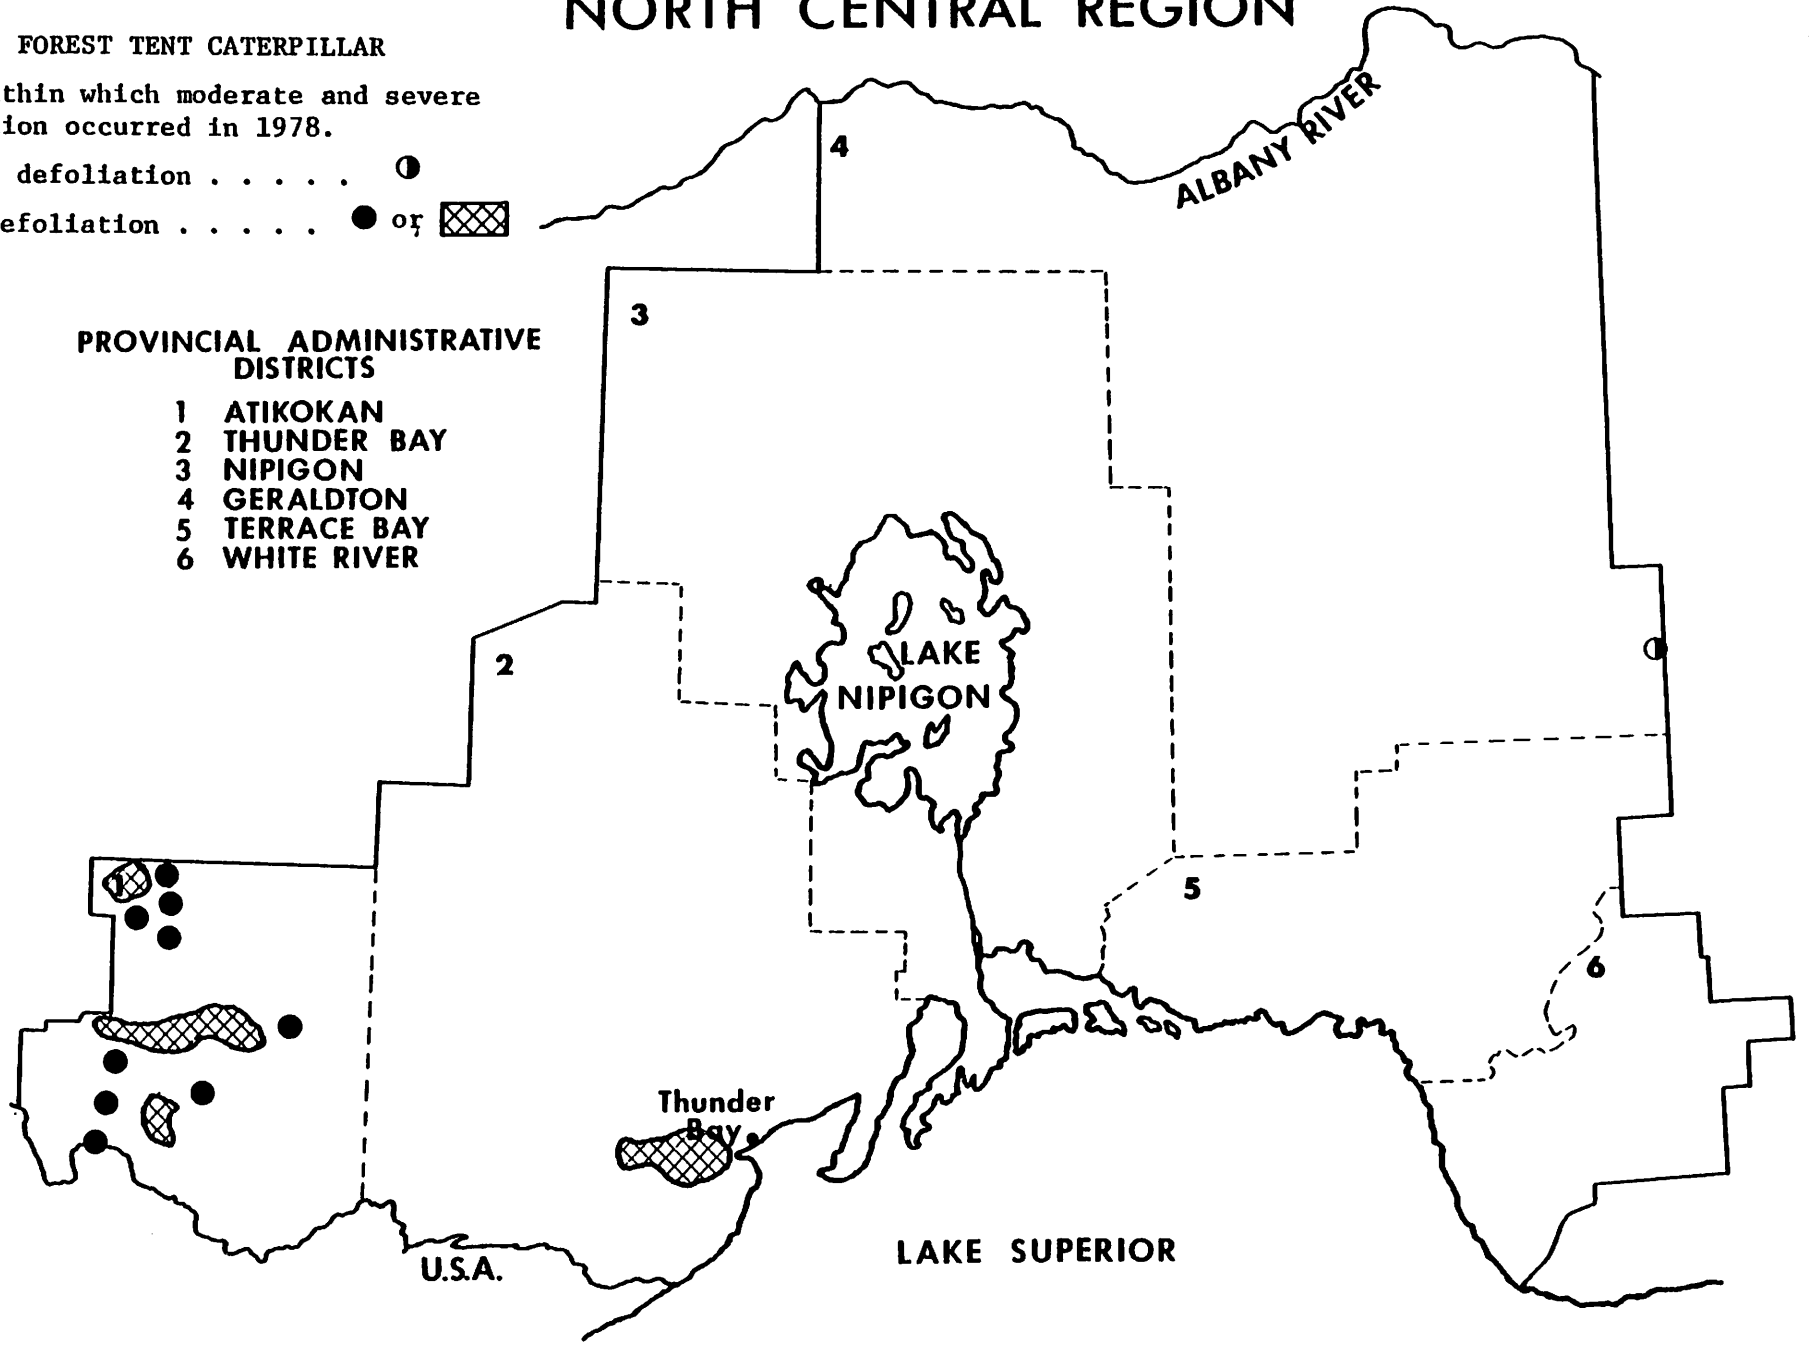 NORTH CENTRAL REGION
FOREST TENT CATERPILLAR
thin which moderate and severe
ion occurred in 1978.
defoliation . . . . .
efoliation . . . . . or
PROVINCIAL ADMINISTRATIVE
DISTRICTS
1 ATIKOKAN
2 THUNDER BAY
3 NIPIGON
4 GERALDTON
5 TERRACE BAY
6 WHITE RIVER
4
ALBANY RIVER
3
2
LAKE
NIPIGON
1
5
6
Thunder
Bay
LAKE SUPERIOR
U.S.A.